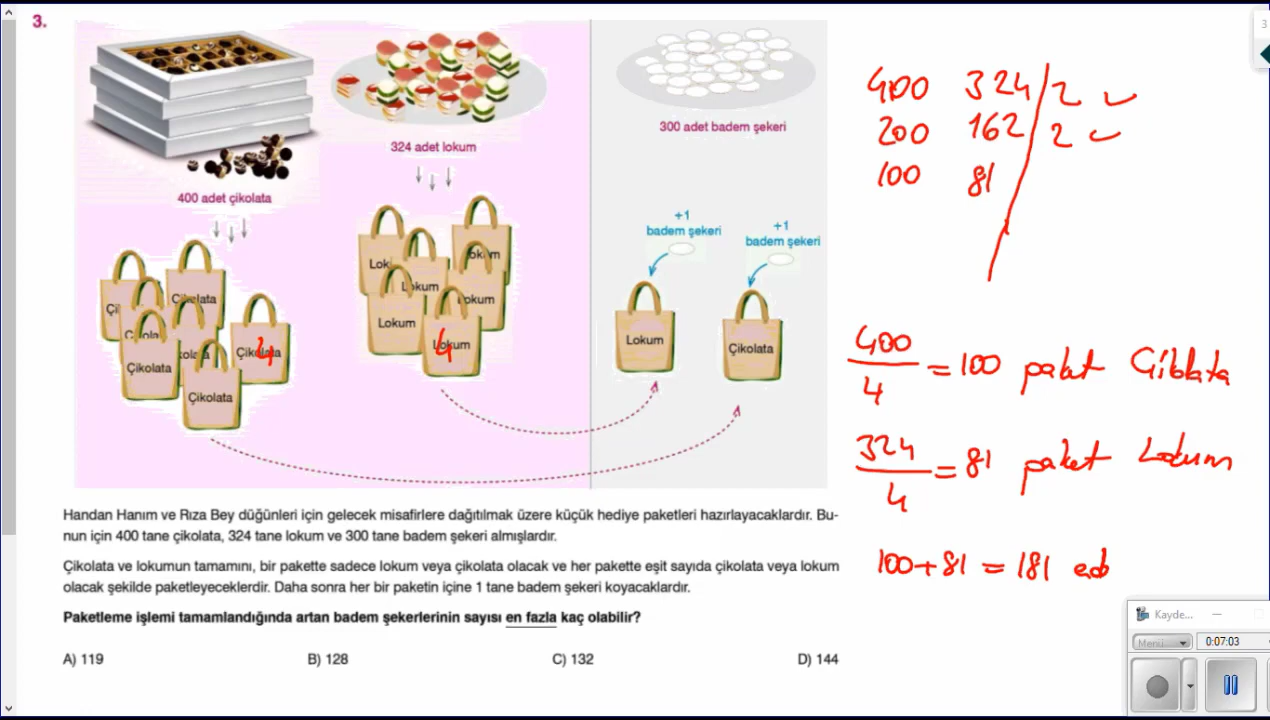 3.
400 adet çikolata
324 adet lokum
300 adet badem şekeri
+1
badem şekeri
+1
badem şekeri
Lokum
Lokum
Lokum
Lokum
Çikolata
Çikolata
Çikolata
Çikolata
Çikolata
4
4
Lokum
Çikolata
Handan Hanım ve Rıza Bey düğünleri için gelecek misafirlere dağıtılmak üzere küçük hediye paketleri hazırlayacaklardır. Bu-
nun için 400 tane çikolata, 324 tane lokum ve 300 tane badem şekeri almışlardır.
Çikolata ve lokumun tamamını, bir pakette sadece lokum veya çikolata olacak ve her pakette eşit sayıda çikolata veya lokum
olacak şekilde paketleyeceklerdir. Daha sonra her bir paketin içine 1 tane badem şekeri koyacaklardır.
Paketleme işlemi tamamlandığında artan badem şekerlerinin sayısı en fazla kaç olabilir?
A) 119 B) 128 C) 132 D) 144
400 324 2
200 162 2
100 81
400/4 = 100 paket Çikolata
324/4 = 81 paket Lokum
100+81 = 181 ad
3
Kayde...
Menü 0:07:03